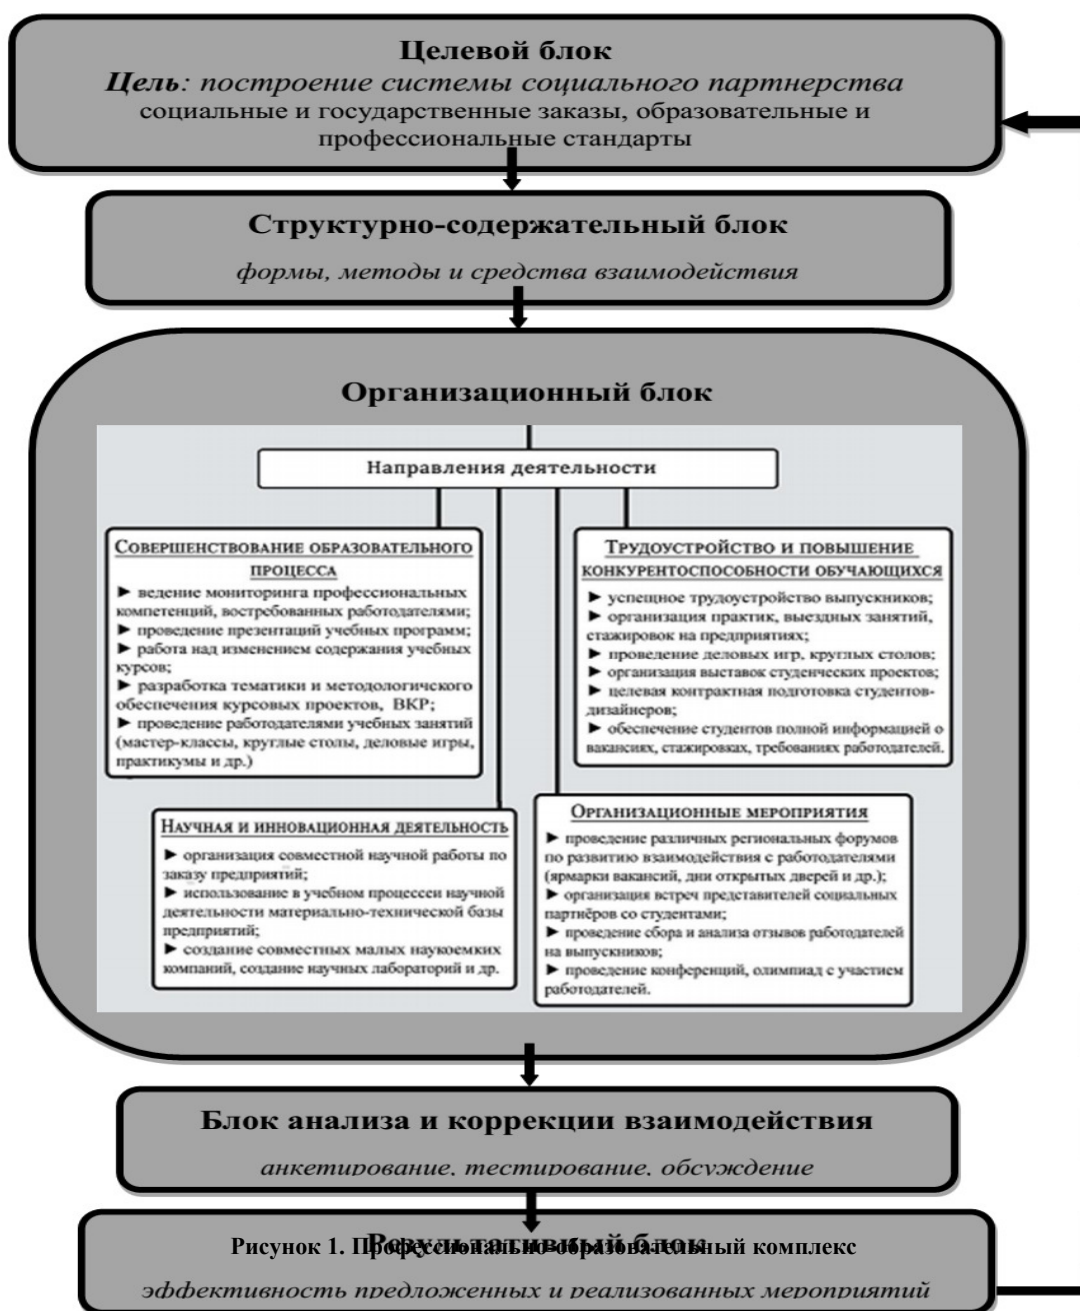 Целевой блок
Цель: построение системы социального партнерства
социальные и государственные заказы, образовательные и
профессиональные стандарты
Структурно-содержательный блок
формы, методы и средства взаимодействия
Организационный блок
Направления деятельности
СОВЕРШЕНСТВОВАНИЕ ОБРАЗОВАТЕЛЬНОГО
ПРОЦЕССА
► ведение мониторинга профессиональных
компетенций, востребованных работодателями;
► проведение презентаций учебных программ;
► работа над изменением содержания учебных
курсов;
► разработка тематики и методологического
обеспечения курсовых проектов, ВКР;
► проведение работодателями учебных занятий
(мастер-классы, круглые столы, деловые игры,
практикумы и др.)
ТРУДОУСТРОЙСТВО И ПОВЫШЕНИЕ
КОНКУРЕНТОСПОСОБНОСТИ ОБУЧАЮЩИХСЯ
► успешное трудоустройство выпускников;
► организация практик, выездных занятий,
стажировок на предприятиях;
► проведение деловых игр, круглых столов;
► организация выставок студенческих проектов;
► целевая контрактная подготовка студентов-
дизайнеров;
► обеспечение студентов полной информацией о
вакансиях, стажировках, требованиях работодателей.
НАУЧНАЯ И ИННОВАЦИОННАЯ ДЕЯТЕЛЬНОСТЬ
► организация совместной научной работы по
заказу предприятий;
► использование в учебном процессеи научной
деятельности материально-технической базы
предприятий;
► создание совместных малых наукоемких
компаний, создание научных лабораторий и др.
ОРГАНИЗАЦИОННЫЕ МЕРОПРИЯТИЯ
► проведение различных региональных форумов
по развитию взаимодействия с работодателями
(ярмарки вакансий, дни открытых дверей и др.);
► организация встреч представителей социальных
партнёров со студентами;
► проведение сбора и анализа отзывов работодателей
на выпускников;
► проведение конференций, олимпиад с участием
работодателей.
Блок анализа и коррекции взаимодействия
анкетирование, тестирование, обсуждение
Результативный блок
Рисунок 1. Профессионально-образовательный комплекс
эффективность предложенных и реализованных мероприятий